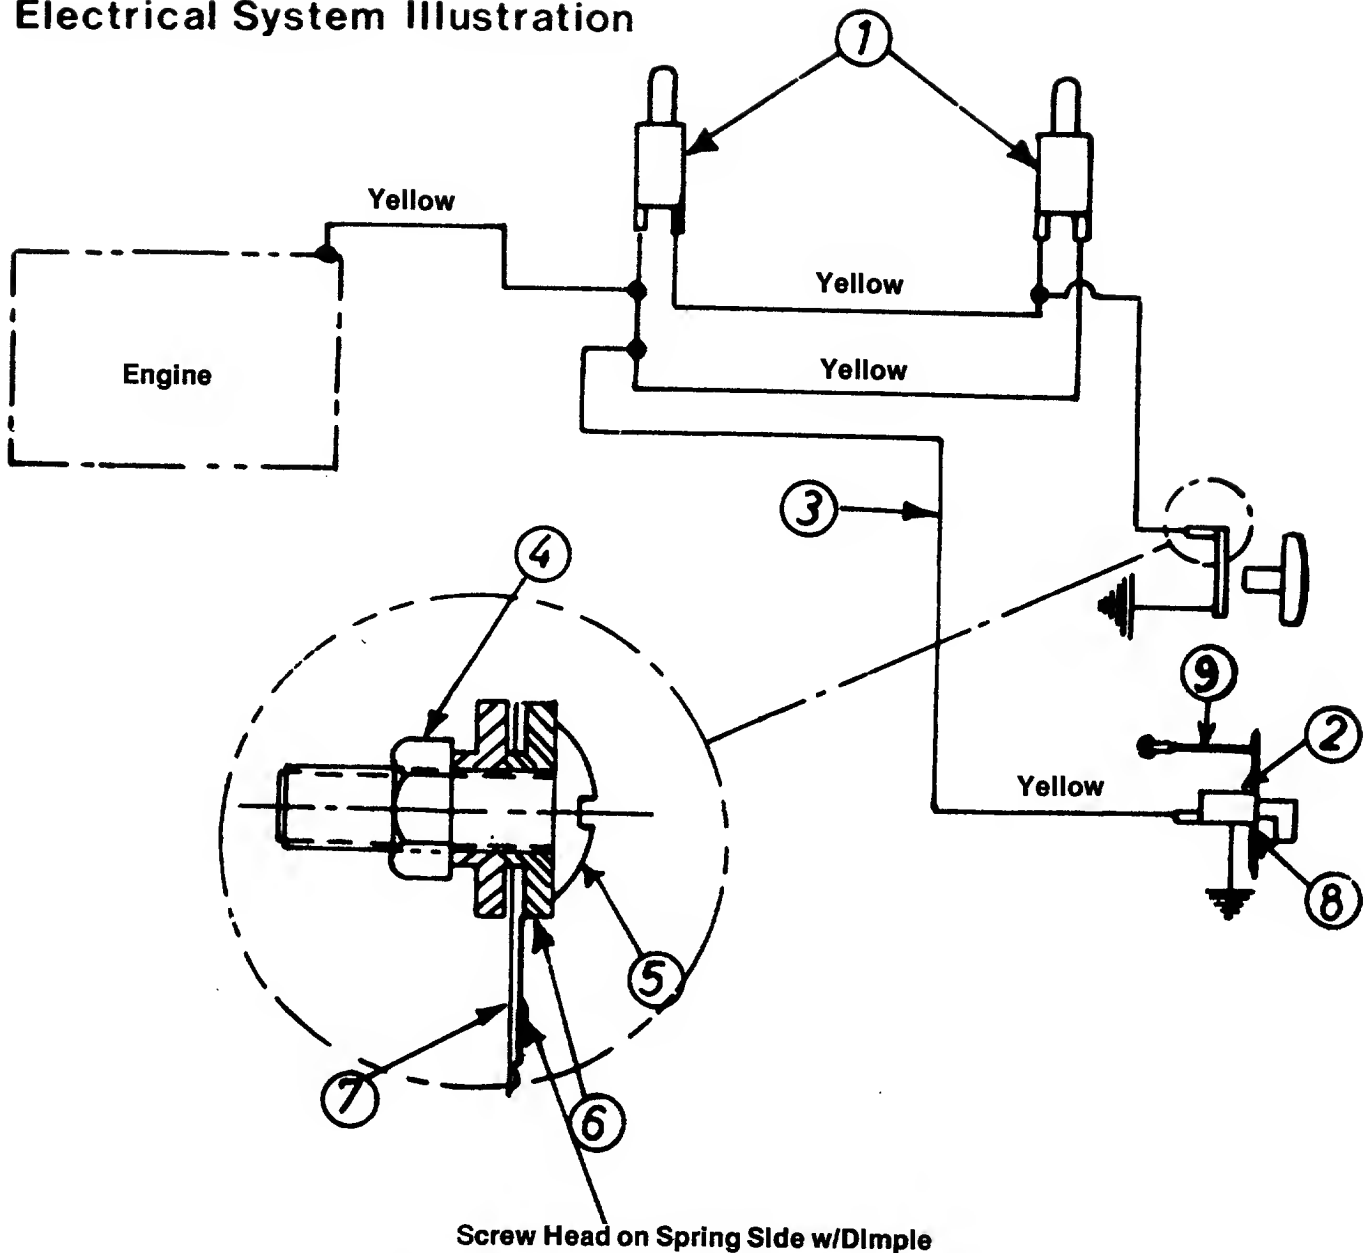 Electrical System Illustration
1
Yellow
Yellow
Engine
Yellow
3
4
9
2
Yellow
8
5
7
6
Screw Head on Spring Side w/Dimple